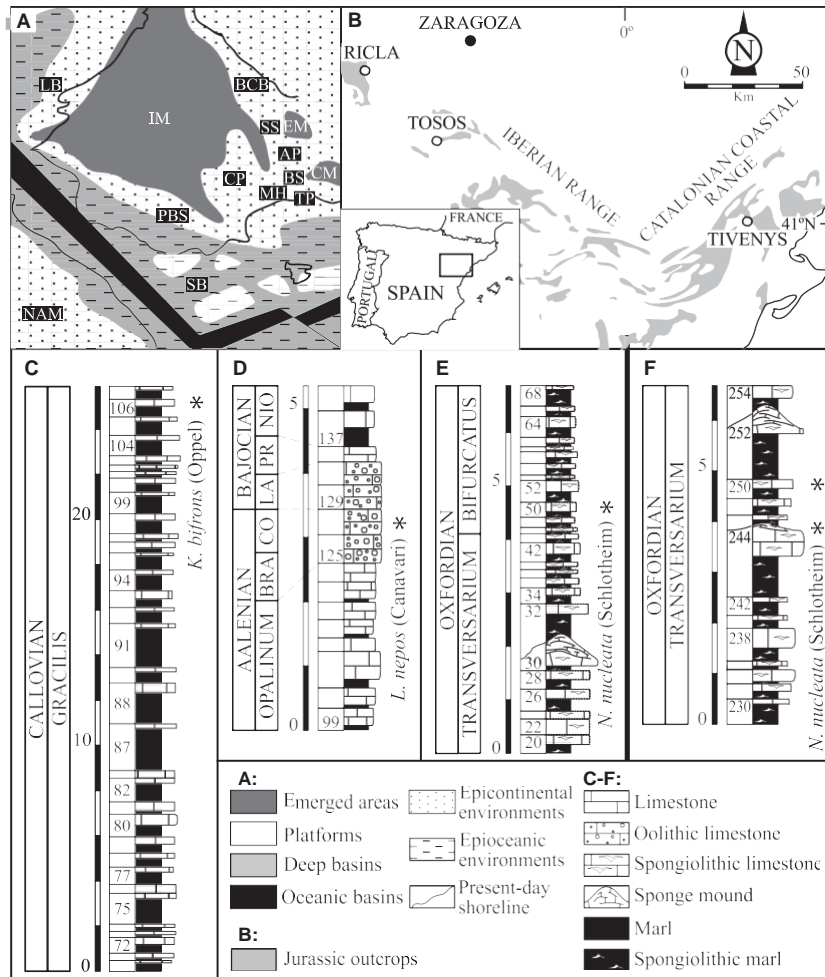 A
LB
BCB
IM
SS
EM
AP
CP
BS
CM
MH
TP
PBS
SB
NAM
B
ZARAGOZA
0º
RICLA
N
0 50
Km
TOSOS
IBERIAN RANGE
CATALONIAN COASTAL
RANGE
41ºN
TIVENYS
FRANCE
PORTUGAL
SPAIN
C
CALLOVIAN
GRACILIS
20
10
0
106
104
99
94
91
88
87
82
80
77
75
72
*
K. bifrons (Oppel)
D
AALENIAN
BAJOCIAN
OPALINUM
BRA
CO
LA
PR
NIO
5
0
137
129
125
99
*
L. nepos (Canavari)
E
OXFORDIAN
TRANSVERSARIUM
BIFURCATUS
5
0
68
64
52
50
42
34
32
30
28
26
22
20
*
N. nucleata (Schlotheim)
F
OXFORDIAN
TRANSVERSARIUM
5
0
254
252
250
244
242
238
230
*
*
N. nucleata (Schlotheim)
A:
Emerged areas
Platforms
Deep basins
Oceanic basins
Epicontinental
environments
Epioceanic
environments
Present-day
shoreline
B:
Jurassic outcrops
C-F:
Limestone
Oolithic limestone
Spongiolithic limestone
Sponge mound
Marl
Spongiolithic marl